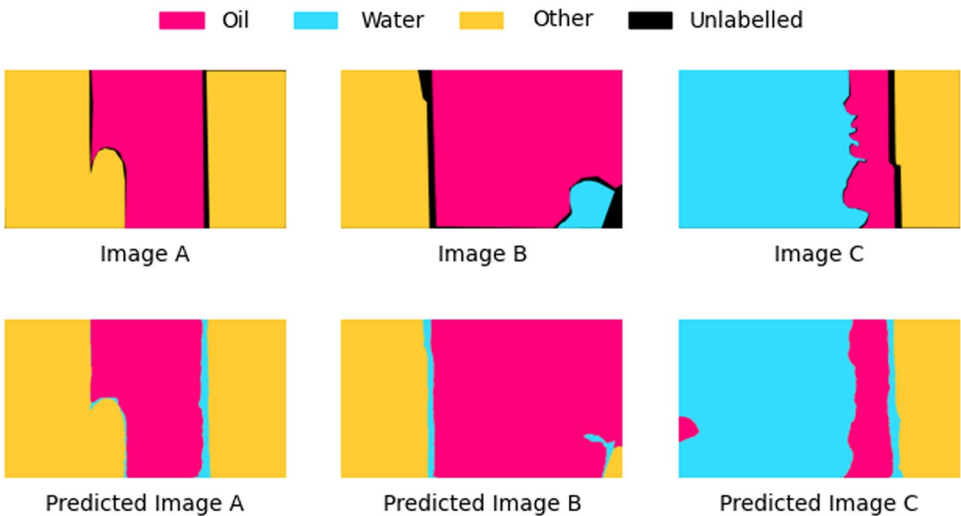 Oil Water Other Unlabelled
Image A Image B Image C
Predicted Image A Predicted Image B Predicted Image C